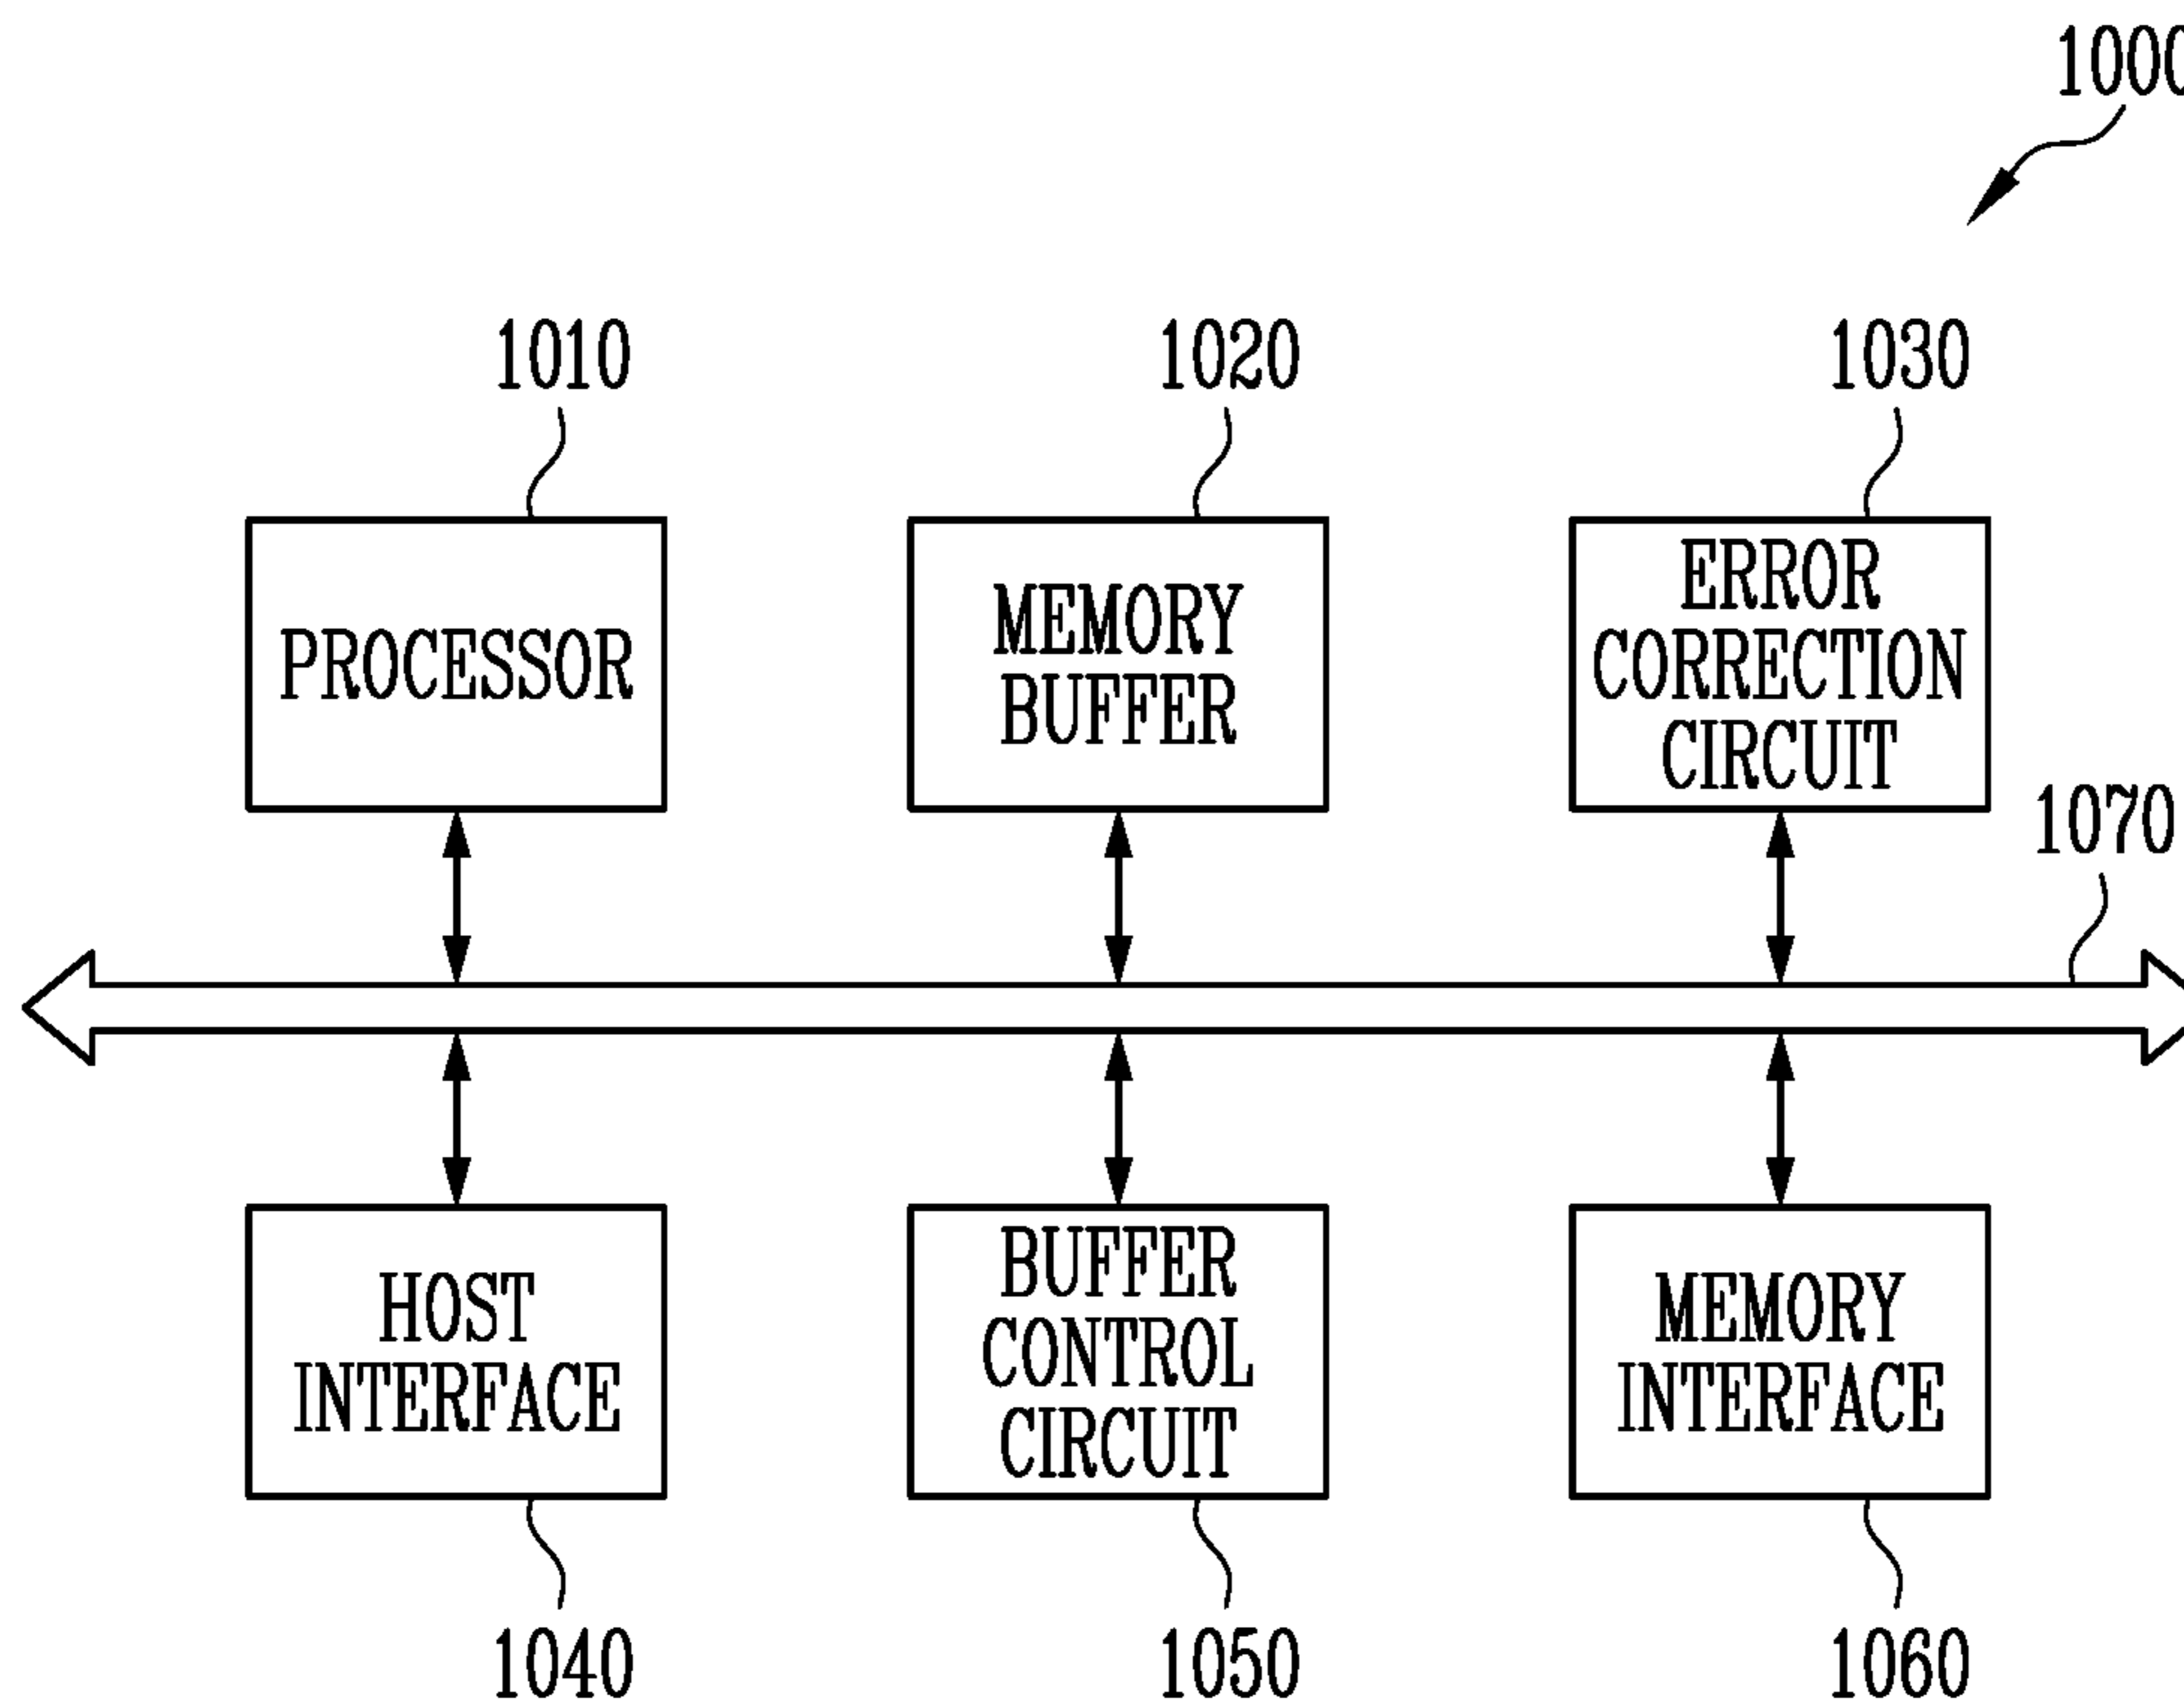 1000
1010
1020
1030
PROCESSOR
MEMORY
BUFFER
ERROR
CORRECTION
CIRCUIT
1070
HOST
INTERFACE
BUFFER
CONTROL
CIRCUIT
MEMORY
INTERFACE
1040
1050
1060